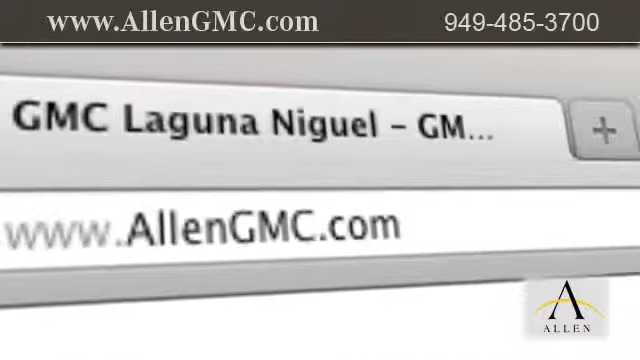 www.AllenGMC.com 949-485-3700
GMC Laguna Niguel – GM...
+
www.AllenGMC.com
A
ALLEN